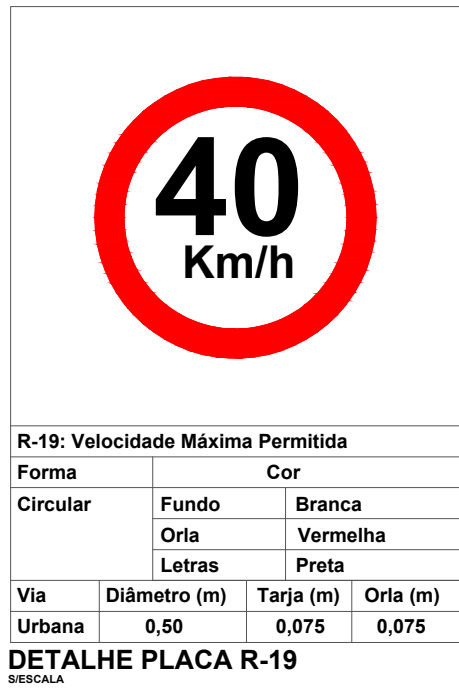 40
Km/h
R-19: Velocidade Máxima Permitida
Forma Cor
Circular Fundo Branca
Orla Vermelha
Letras Preta
Via Diâmetro (m) Tarja (m) Orla (m)
Urbana 0,50 0,075 0,075
DETALHE PLACA R-19
S/ESCALA